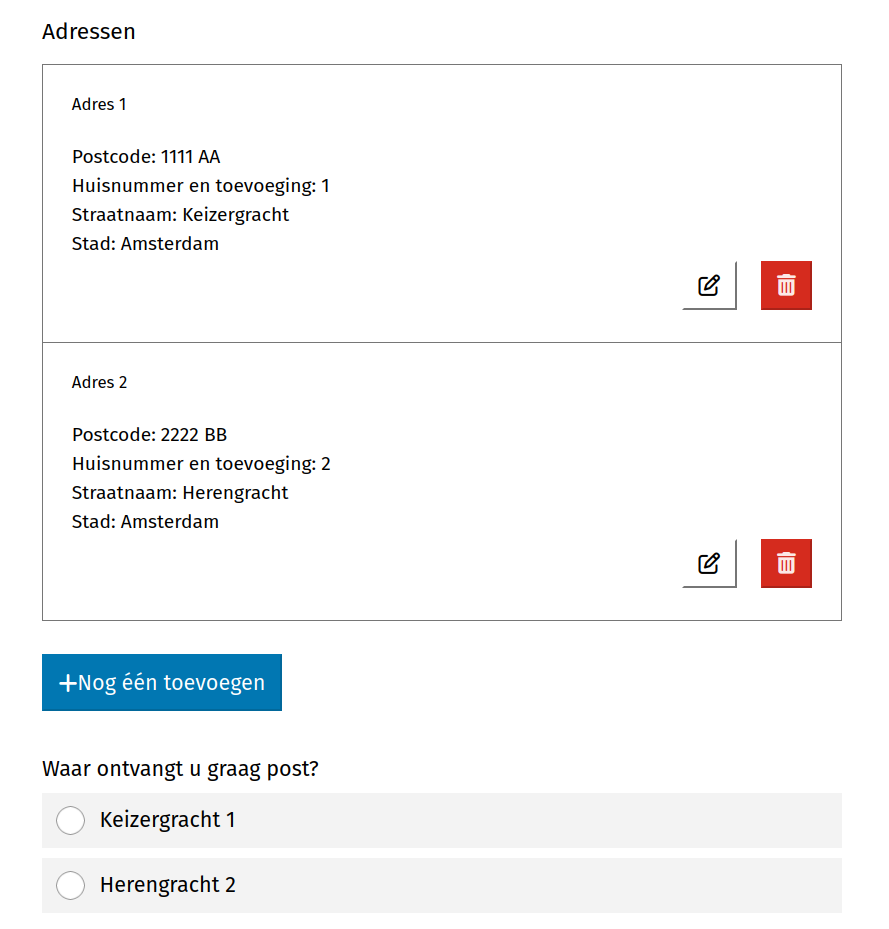 Adressen
Adres 1
Postcode: 1111 AA
Huisnummer en toevoeging: 1
Straatnaam: Keizergracht
Stad: Amsterdam
Adres 2
Postcode: 2222 BB
Huisnummer en toevoeging: 2
Straatnaam: Herengracht
Stad: Amsterdam
+Nog één toevoegen
Waar ontvangt u graag post?
Keizergracht 1
Herengracht 2